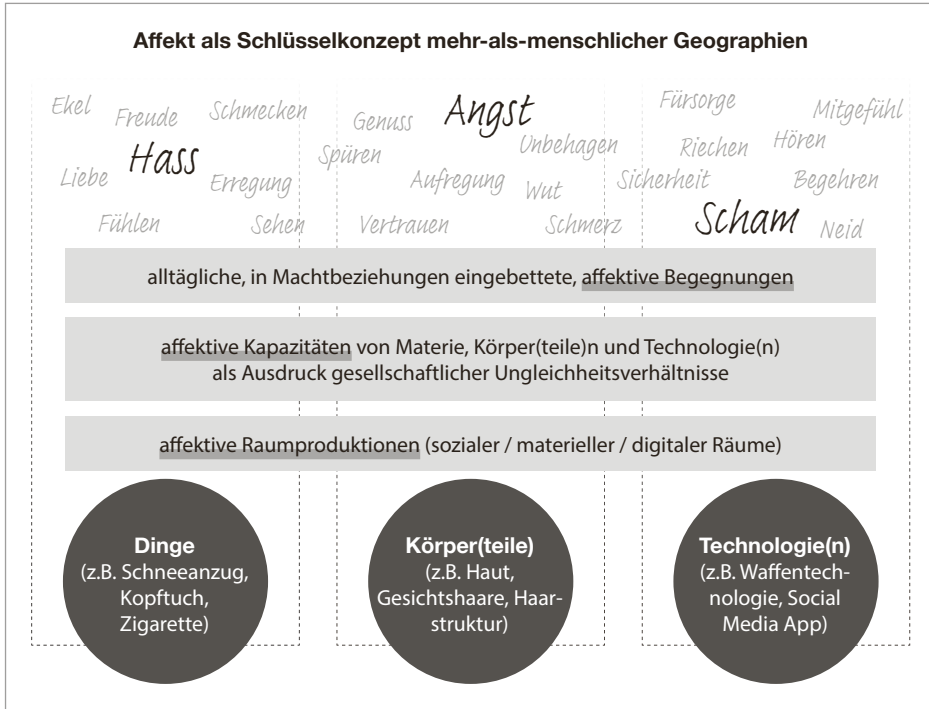 Affekt als Schlüsselkonzept mehr-als-menschlicher Geographien
Ekel Freude Schmecken Genuss Angst Fürsorge Mitgefühl
Hass Spüren Unbehagen Riechen Hören
Liebe Erregung Aufregung Wut Sicherheit Begehren
Fühlen Sehen Vertrauen Schmerz Scham Neid
alltägliche, in Machtbeziehungen eingebettete, affektive Begegnungen
affektive Kapazitäten von Materie, Körper(teile)n und Technologie(n)
als Ausdruck gesellschaftlicher Ungleichheitsverhältnisse
affektive Raumproduktionen (sozialer / materieller / digitaler Räume)
Dinge
(z.B. Schneeanzug,
Kopftuch,
Zigarette)
Körper(teile)
(z.B. Haut,
Gesichtshaare, Haar-
struktur)
Technologie(n)
(z.B. Waffentech-
nologie, Social
Media App)